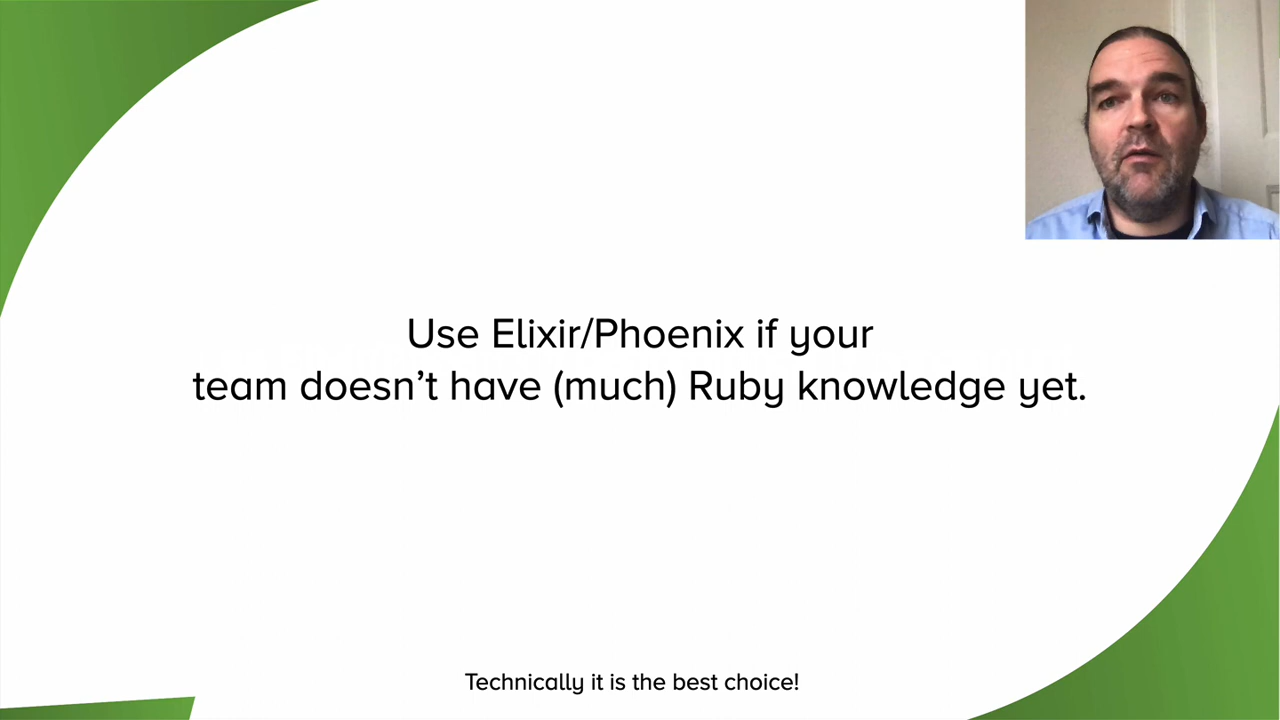 Use Elixir/Phoenix if your
team doesn’t have (much) Ruby knowledge yet.
Technically it is the best choice!